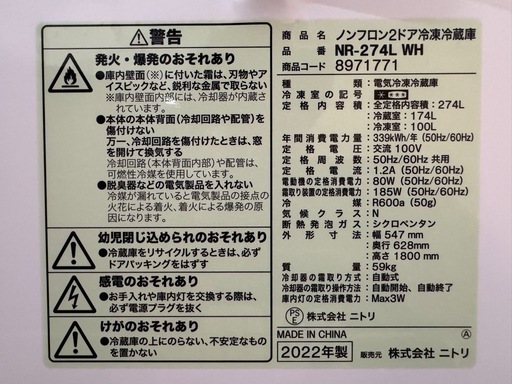 ⚠警告
発火・爆発のおそれあり
●庫内壁面(※)に付いた霜は、刃物やア
イスピックなど、鋭利な金属で取らない
※庫内壁面内部には、冷却器が内蔵さ
れています。
●本体の本体背面(冷却回路や配管)を
傷付けない
万一、冷却回路を傷付けたときは、窓
を開けて換気する
冷却回路(本体背面内部)や配管は、
可燃性冷媒を使用しています。
●脱臭器などの電気製品を入れない
冷媒が漏れていると電気製品の接点の
火花による着火・着火による爆発の原
因になります。
幼児閉じ込められのおそれあり
●冷蔵庫をリサイクルするときは、必ず
ドアパッキングをはずす
感電のおそれあり
●お手入れや庫内灯を交換する際は、必
ず電源プラグを抜く
けがのおそれあり
●冷蔵庫の上にのらない、不安定なもの
を置かない
商品名:ノンフロン2ドア冷凍冷蔵庫
NR-274L WH
商品コード:8971771
種類:電気冷凍冷蔵庫
冷凍室の記号:
定格内容積:全定格内容積:274L
冷蔵室:174L
冷凍室:100L
年間消費電力量:339kWh/年(50Hz/60Hz)
定格電圧:交流 100V
定格周波数:50Hz/60Hz 共用
定格電流:1.2A (50Hz/60Hz)
電動機の定格消費電力:80W (50Hz/60Hz)
霜取り装置の定格消費電力:185W (50Hz/60Hz)
冷媒:R600a (50g)
気候クラス:N
断熱発泡ガス:シクロペンタン
外形寸法:幅 547 mm
奥行 628mm
高さ 1800 mm
質量:59kg
冷却器の霜取り方式:自動式
冷却器の霜取り操作方法:自動開始、自動終了
庫内灯の定格消費電力:Max3W
PS
E
株式会社 ニトリ
MADE IN CHINA
Ⓐ
2022年製
販売元 株式会社 ニトリ